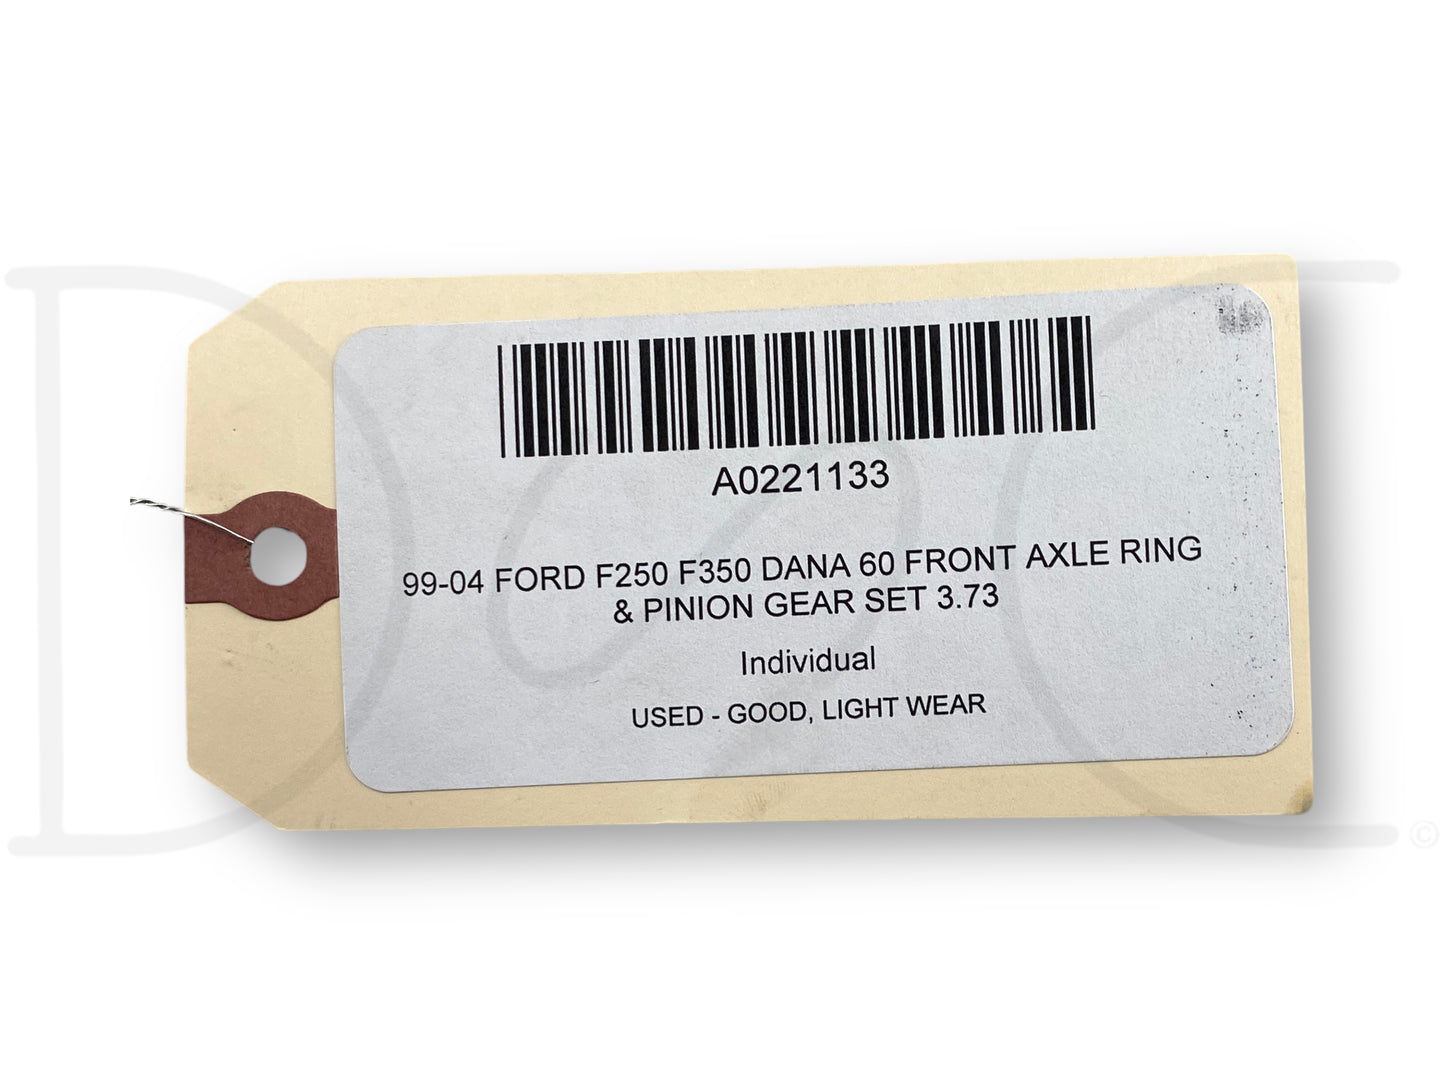 A0221133
99-04 FORD F250 F350 DANA 60 FRONT AXLE RING
& PINION GEAR SET 3.73
Individual
USED - GOOD, LIGHT WEAR
©